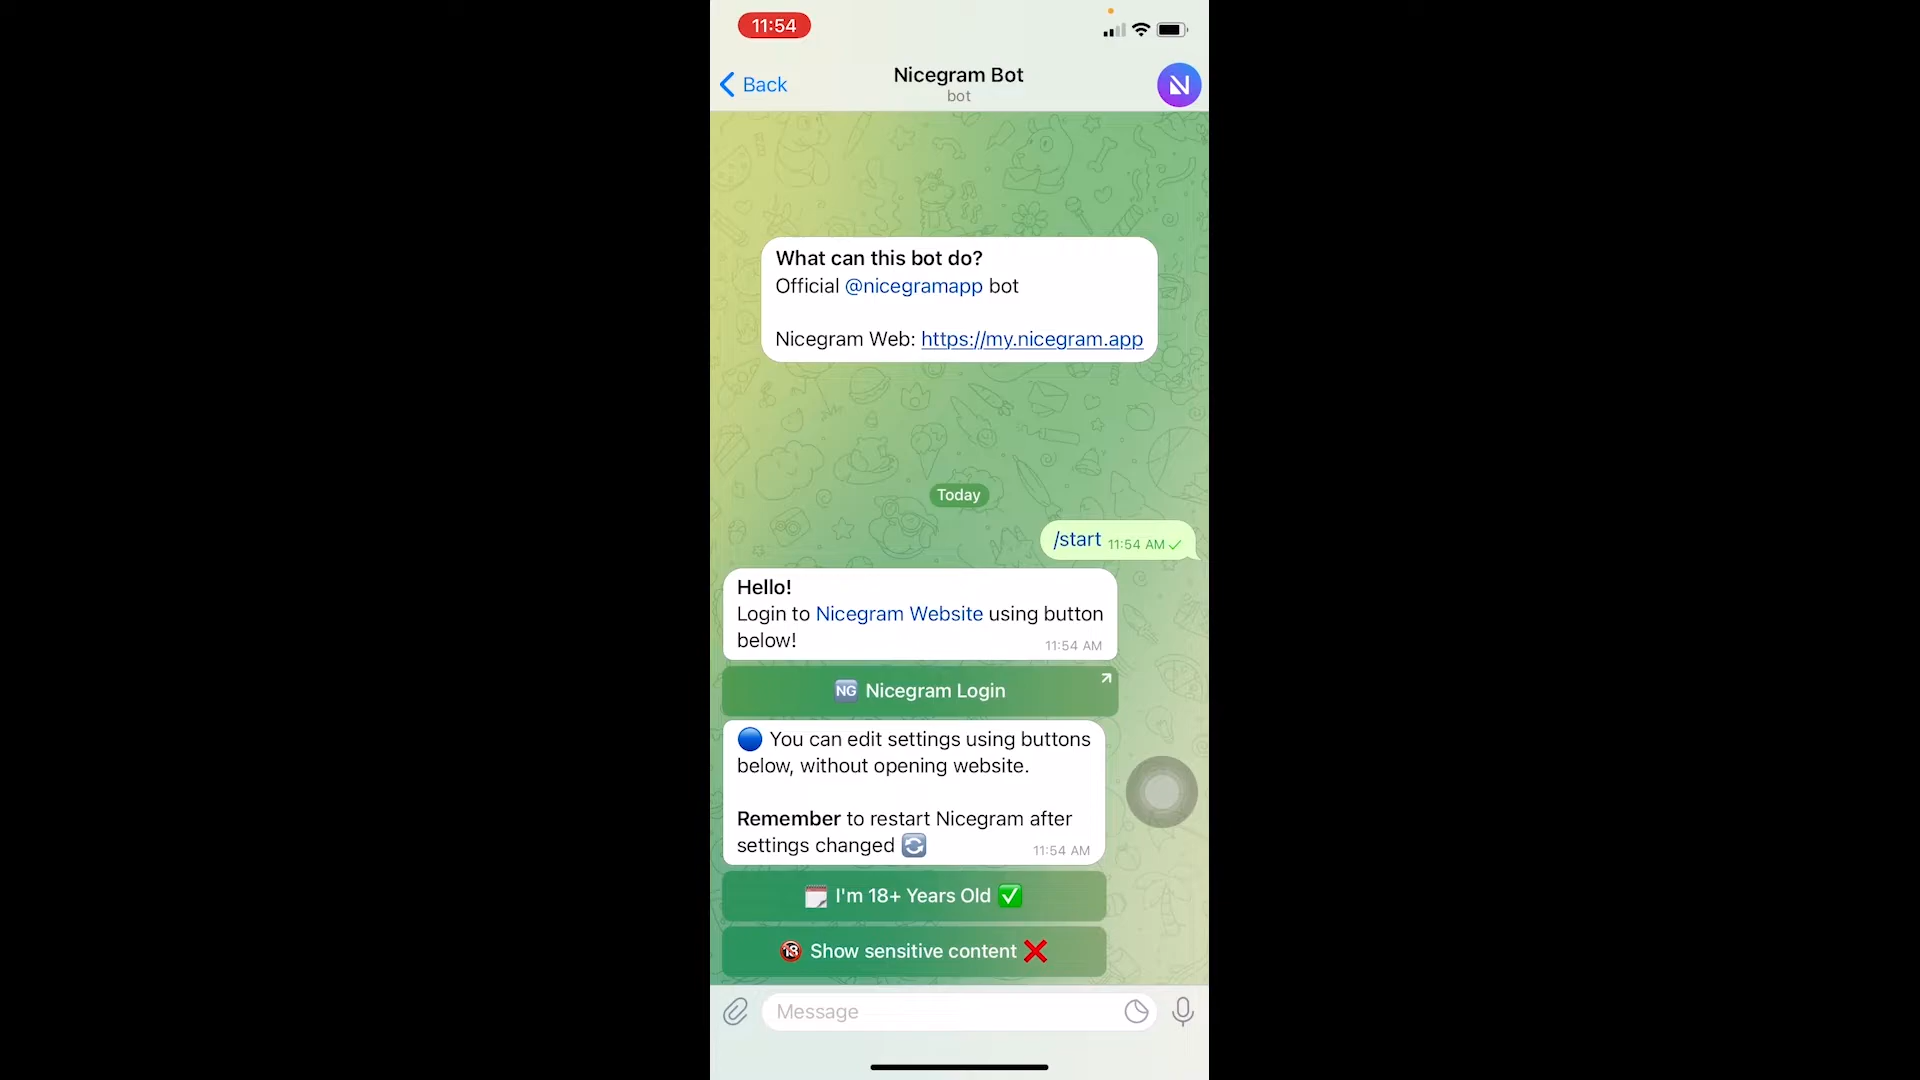 11:54
Back
Nicegram Bot
bot
What can this bot do?
Official @nicegramapp bot
Nicegram Web: https://my.nicegram.app
Today
/start 11:54 AM
Hello!
Login to Nicegram Website using button
below!
11:54 AM
NG Nicegram Login
You can edit settings using buttons
below, without opening website.
Remember to restart Nicegram after
settings changed
11:54 AM
I'm 18+ Years Old
18 Show sensitive content
Message